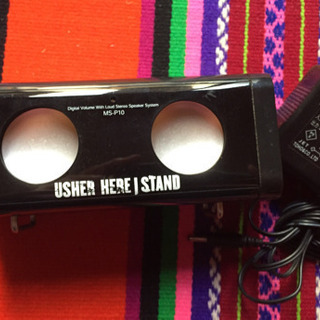 Digital Volume With Loud Stereo Speaker System
MS-P10
USHER HERE | STAND